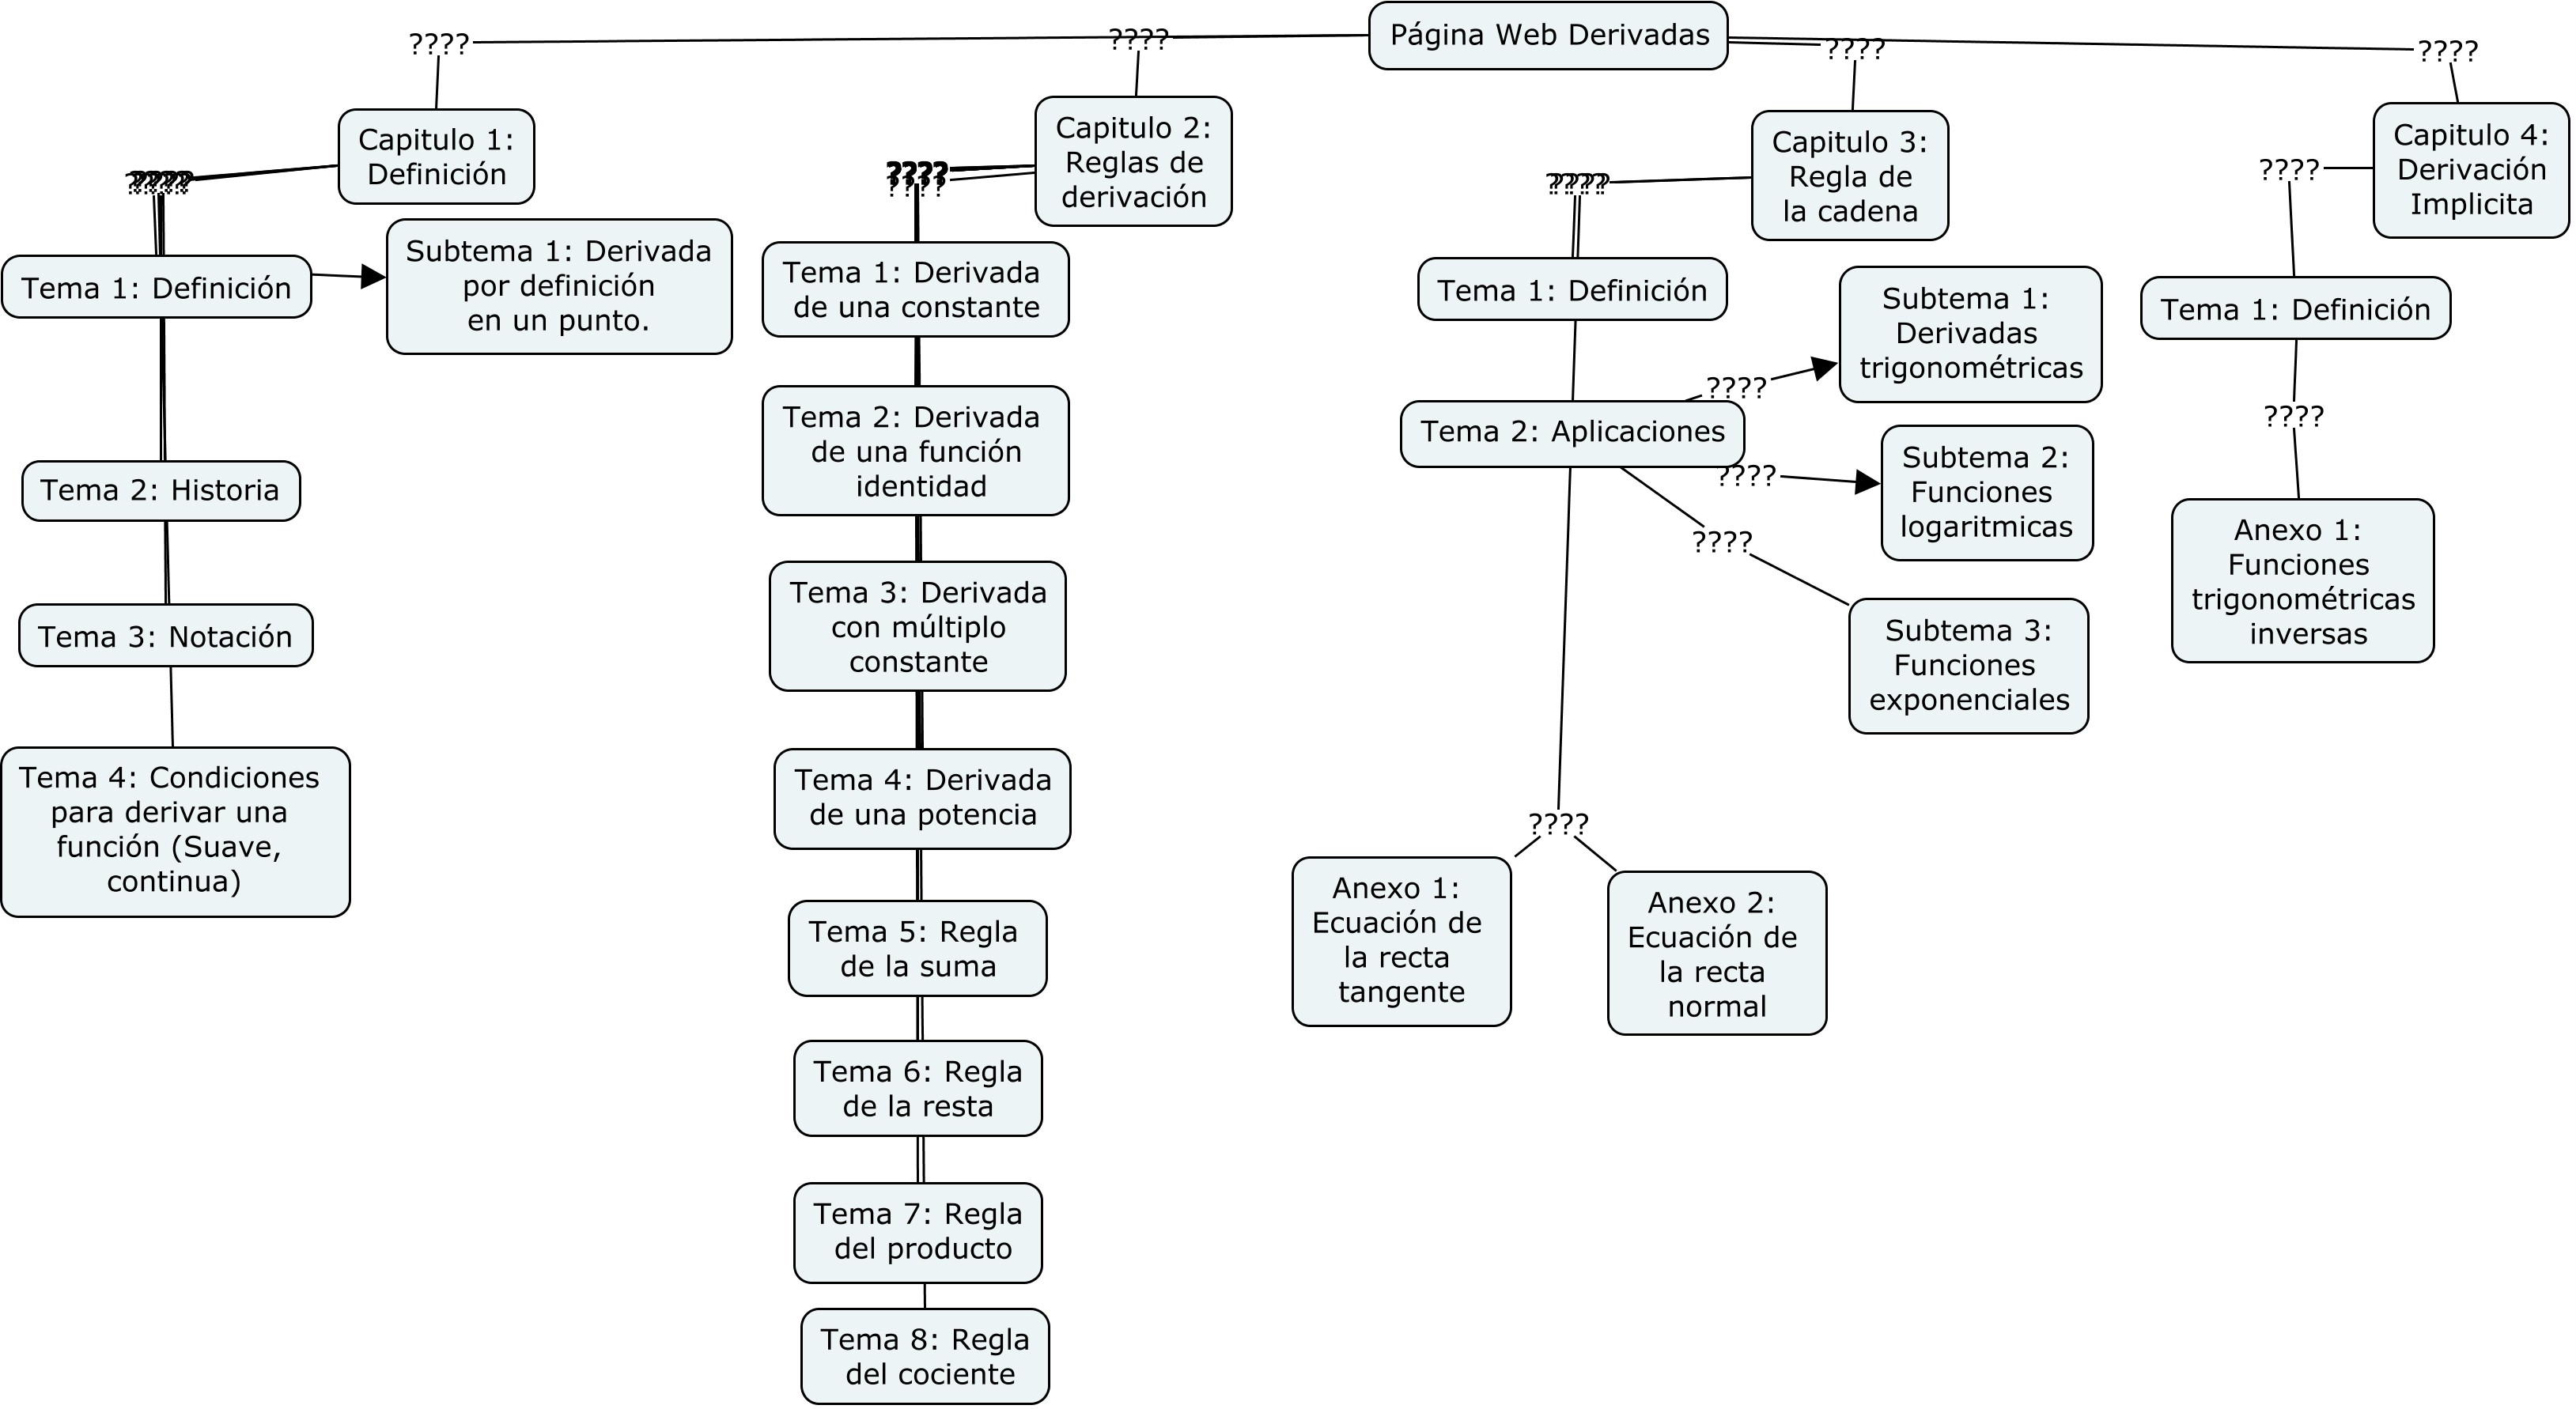 Página Web Derivadas
????
????
????
????
Capitulo 1:
Definición
????
Tema 1: Definición
Subtema 1: Derivada
por definición
en un punto.
Tema 2: Historia
Tema 3: Notación
Tema 4: Condiciones
para derivar una
función (Suave,
continua)
Capitulo 2:
Reglas de
derivación
????
????
Tema 1: Derivada
de una constante
Tema 2: Derivada
de una función
identidad
Tema 3: Derivada
con múltiplo
constante
Tema 4: Derivada
de una potencia
Tema 5: Regla
de la suma
Tema 6: Regla
de la resta
Tema 7: Regla
del producto
Tema 8: Regla
del cociente
Capitulo 3:
Regla de
la cadena
????
Tema 1: Definición
Tema 2: Aplicaciones
????
Subtema 1:
Derivadas
trigonométricas
????
Subtema 2:
Funciones
logaritmicas
????
Subtema 3:
Funciones
exponenciales
????
Anexo 1:
Ecuación de
la recta
tangente
Anexo 2:
Ecuación de
la recta
normal
Capitulo 4:
Derivación
Implicita
????
Tema 1: Definición
????
Anexo 1:
Funciones
trigonométricas
inversas